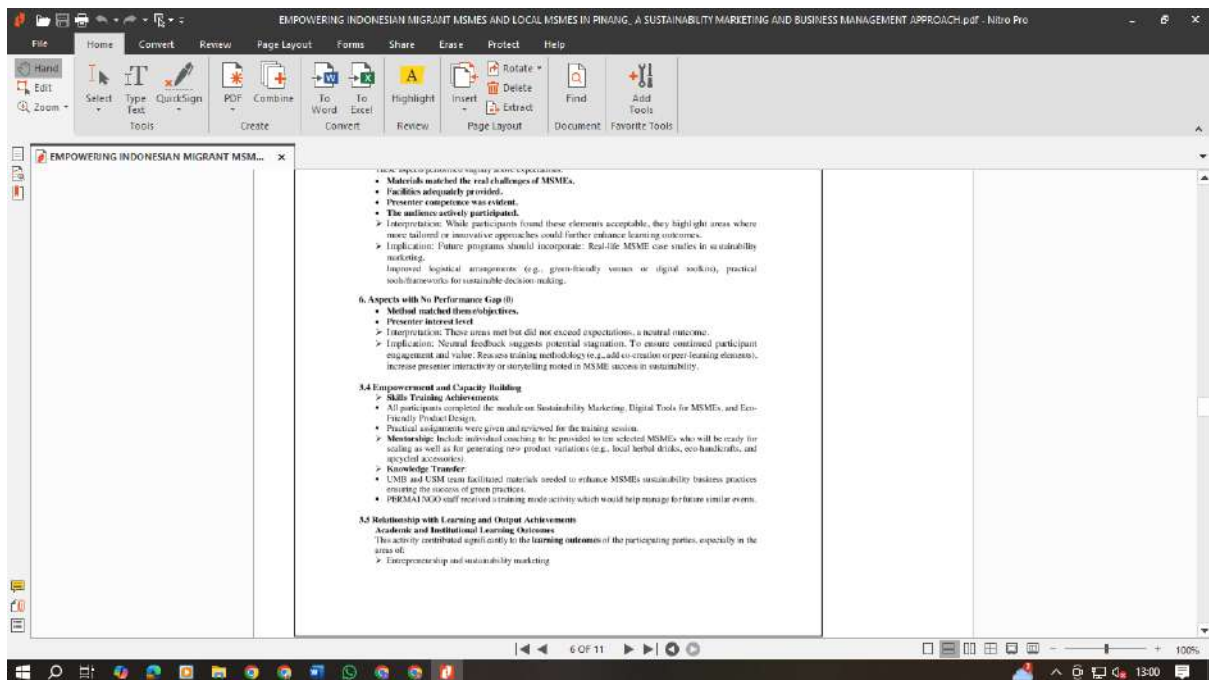 EMPOWERING INDONESIAN MIGRANT MSMES AND LOCAL MSMES IN PINANG_ A SUSTAINABILITY MARKETING AND BUSINESS MANAGEMENT APPROACH.pdf - Nitro Pro
File Home Convert Review Page Layout Forms Share Erase Protect Help
Hand
Edit
Zoom
Select
Type Text
QuickSign
PDF
Combine
To Word
To Excel
Highlight
Insert
Rotate
Delete
Extract
Find
Add Tools
Tools Create Convert Review Page Layout Document Favorite Tools
EMPOWERING INDONESIAN MIGRANT MSM... x
These aspects performed slightly above expectations.
• Materials matched the real challenges of MSMEs.
• Facilities adequately provided.
• Presenter competence was evident.
• The audience actively participated.
➢ Interpretation: While participants found these elements acceptable, they highlight areas where
more tailored or innovative approaches could further enhance learning outcomes.
➢ Implication: Future programs should incorporate: Real-life MSME case studies in sustainability
marketing.
Improved logistical arrangements (e.g., green-friendly venues or digital toolkits), practical
tools/frameworks for sustainable decision-making.
6. Aspects with No Performance Gap (0)
• Method matched theme/objectives.
• Presenter interest level
➢ Interpretation: These areas met but did not exceed expectations, a neutral outcome.
➢ Implication: Neutral feedback suggests potential stagnation. To ensure continued participant
engagement and value: Reassess training methodology (e.g., add co-creation or peer-learning elements),
increase presenter interactivity or storytelling rooted in MSME success in sustainability.
3.4 Empowerment and Capacity Building
➢ Skills Training Achievements
• All participants completed the module on Sustainability Marketing, Digital Tools for MSMEs, and Eco-
Friendly Product Design.
• Practical assignments were given and reviewed for the training session.
➢ Mentorship: Include individual coaching to be provided to ten selected MSMEs who will be ready for
scaling as well as for generating new product variations (e.g., local herbal drinks, eco-handicrafts, and
upcycled accessories).
➢ Knowledge Transfer
• UMB and USM team facilitated materials needed to enhance MSMEs sustainability business practices
ensuring the success of green practices.
• PERMAI NGO staff received a training mode activity which would help manage for future similar events.
3.5 Relationship with Learning and Output Achievements
Academic and Institutional Learning Outcomes
This activity contributed significantly to the learning outcomes of the participating parties, especially in the
areas of:
➢ Entrepreneurship and sustainability marketing
6 OF 11
100%
13:00